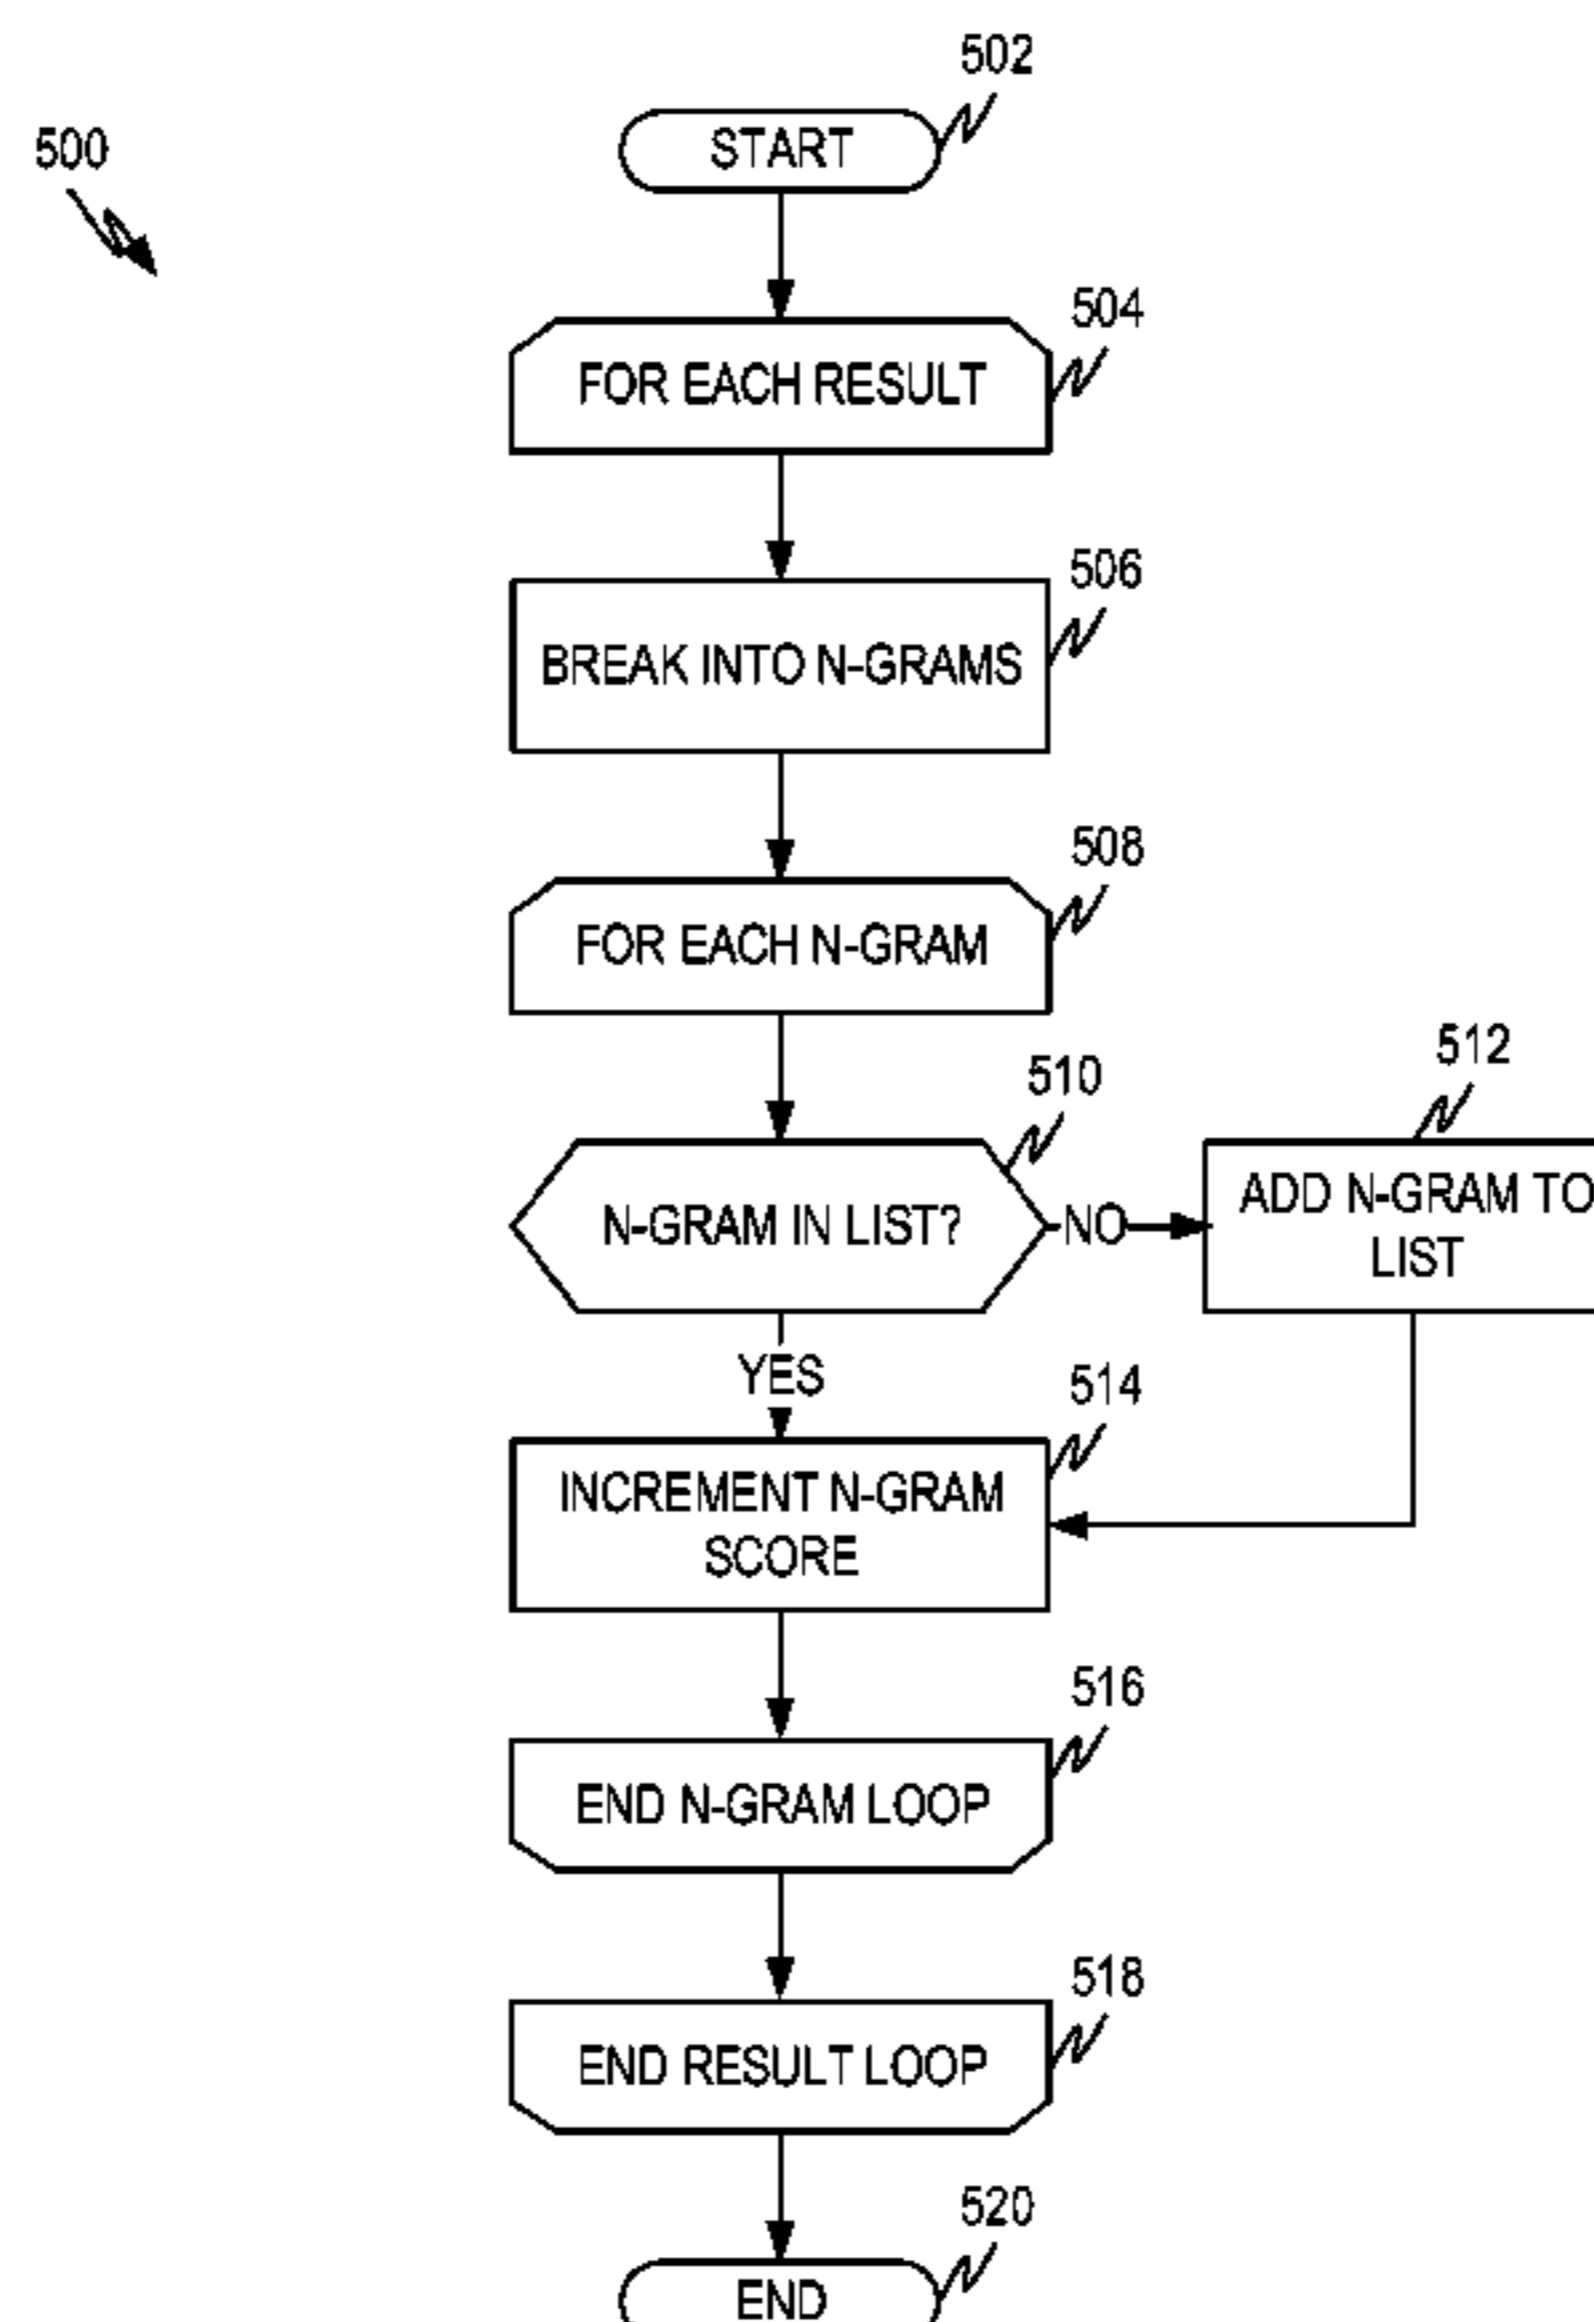 502
500
START
504
FOR EACH RESULT
506
BREAK INTO N-GRAMS
508
FOR EACH N-GRAM
512
510
ADD N-GRAM TO
LIST
N-GRAM IN LIST?
NO
YES
514
INCREMENT N-GRAM
SCORE
516
END N-GRAM LOOP
518
END RESULT LOOP
520
END